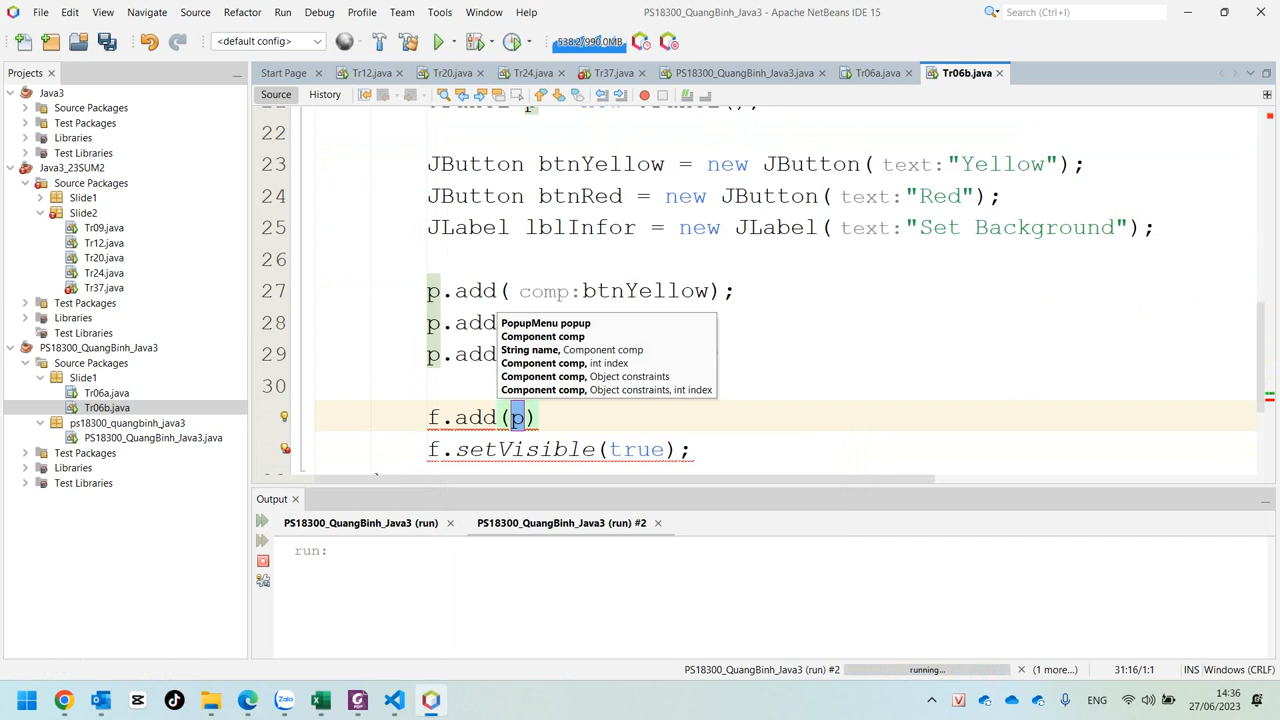 File Edit View Navigate Source Refactor Run Debug Profile Team Tools Window Help
PS18300_QuangBinh_Java3 - Apache NetBeans IDE 15
Search (Ctrl+I)
<default config>
538.2/990.0MB
Projects
Start Page Tr12.java Tr20.java Tr24.java Tr37.java PS18300_QuangBinh_Java3.java Tr06a.java Tr06b.java
Source History
Java3
Source Packages
Test Packages
Libraries
Test Libraries
Java3_23SUM2
Source Packages
Slide1
Slide2
Tr09.java
Tr12.java
Tr20.java
Tr24.java
Tr37.java
Test Packages
Libraries
Test Libraries
PS18300_QuangBinh_Java3
Source Packages
Slide1
Tr06a.java
Tr06b.java
ps18300_quangbinh_java3
PS18300_QuangBinh_Java3.java
Test Packages
Libraries
Test Libraries
22
23 JButton btnYellow = new JButton( text:"Yellow");
24 JButton btnRed = new JButton( text:"Red");
25 JLabel lblInfor = new JLabel( text:"Set Background");
26
27 p.add( comp:btnYellow);
28 p.add
29 p.add
30
f.add(p)
f.setVisible(true);
PopupMenu popup
Component comp
String name, Component comp
Component comp, int index
Component comp, Object constraints
Component comp, Object constraints, int index
Output
PS18300_QuangBinh_Java3 (run) PS18300_QuangBinh_Java3 (run) #2
run:
PS18300_QuangBinh_Java3 (run) #2 running... (1 more...) 31:16/1:1 INS Windows (CRLF)
ENG
14:36
27/06/2023